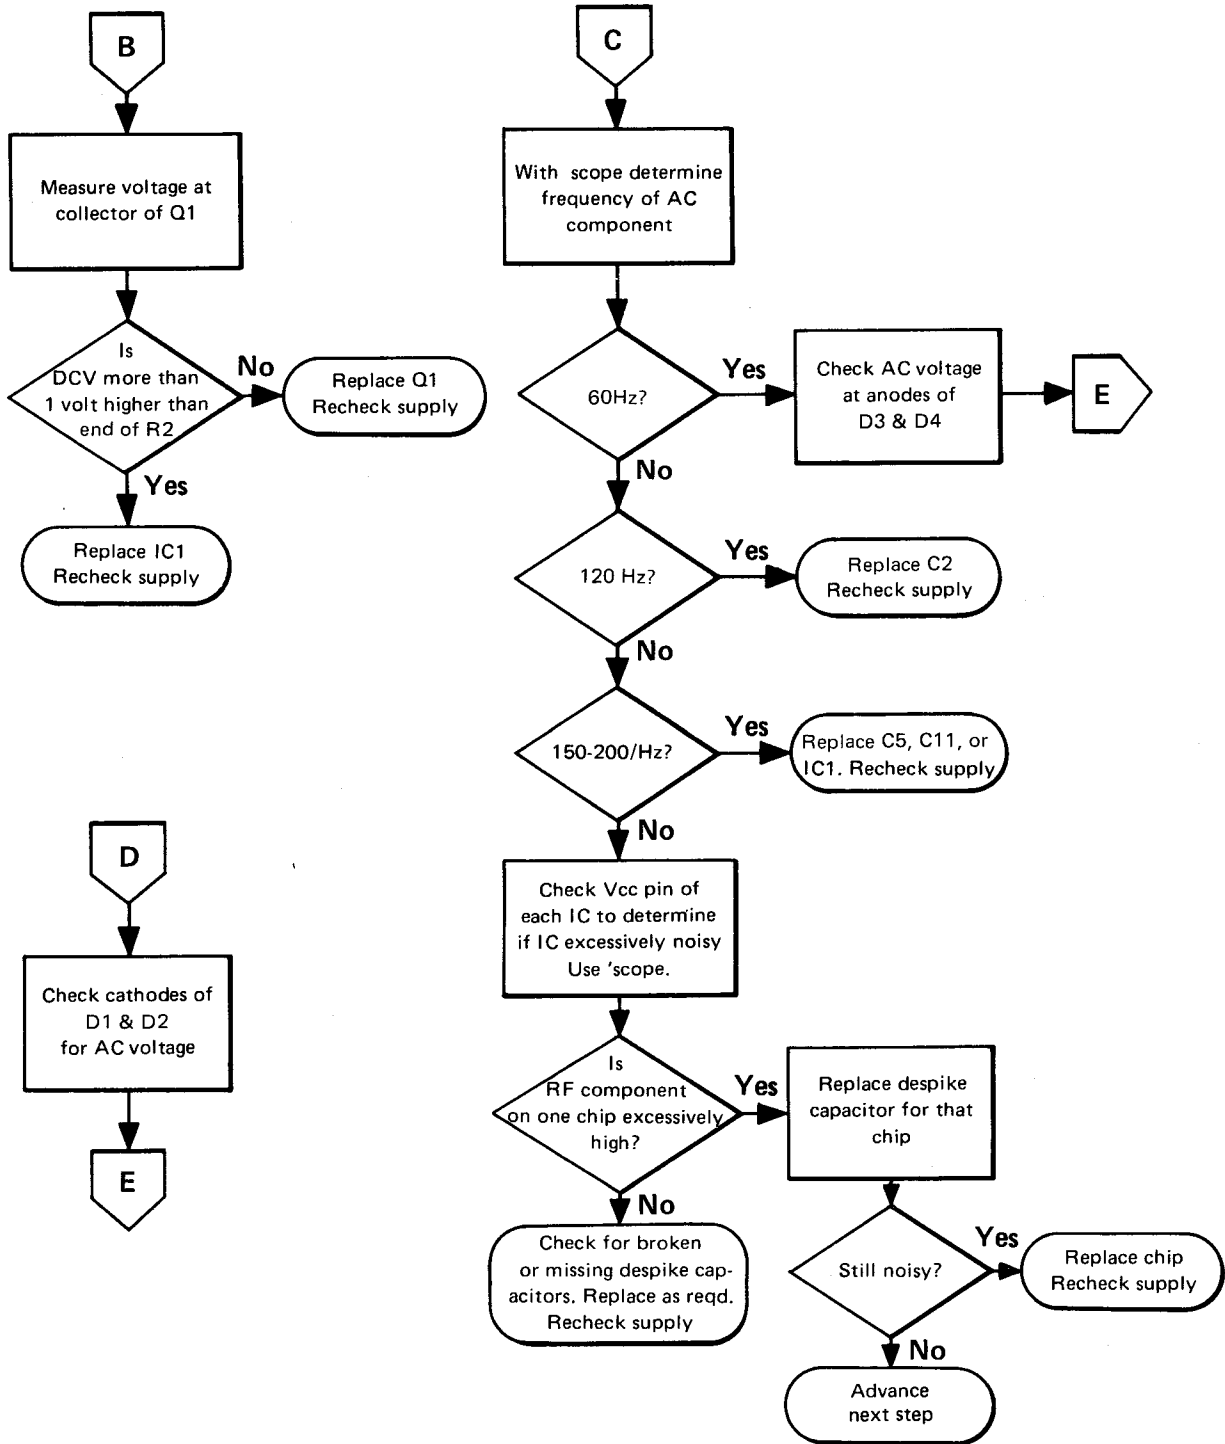 B
Measure voltage at
collector of Q1
Is
DCV more than
1 volt higher than
end of R2
No
Replace Q1
Recheck supply
Yes
Replace IC1
Recheck supply
D
Check cathodes of
D1 & D2
for AC voltage
E
C
With scope determine
frequency of AC
component
60Hz?
Yes
Check AC voltage
at anodes of
D3 & D4
E
No
120 Hz?
Yes
Replace C2
Recheck supply
No
150-200/Hz?
Yes
Replace C5, C11, or
IC1. Recheck supply
No
Check Vcc pin of
each IC to determine
if IC excessively noisy
Use 'scope.
Is
RF component
on one chip excessively
high?
Yes
Replace despike
capacitor for that
chip
No
Check for broken
or missing despike cap-
acitors. Replace as reqd.
Recheck supply
Still noisy?
Yes
Replace chip
Recheck supply
No
Advance
next step